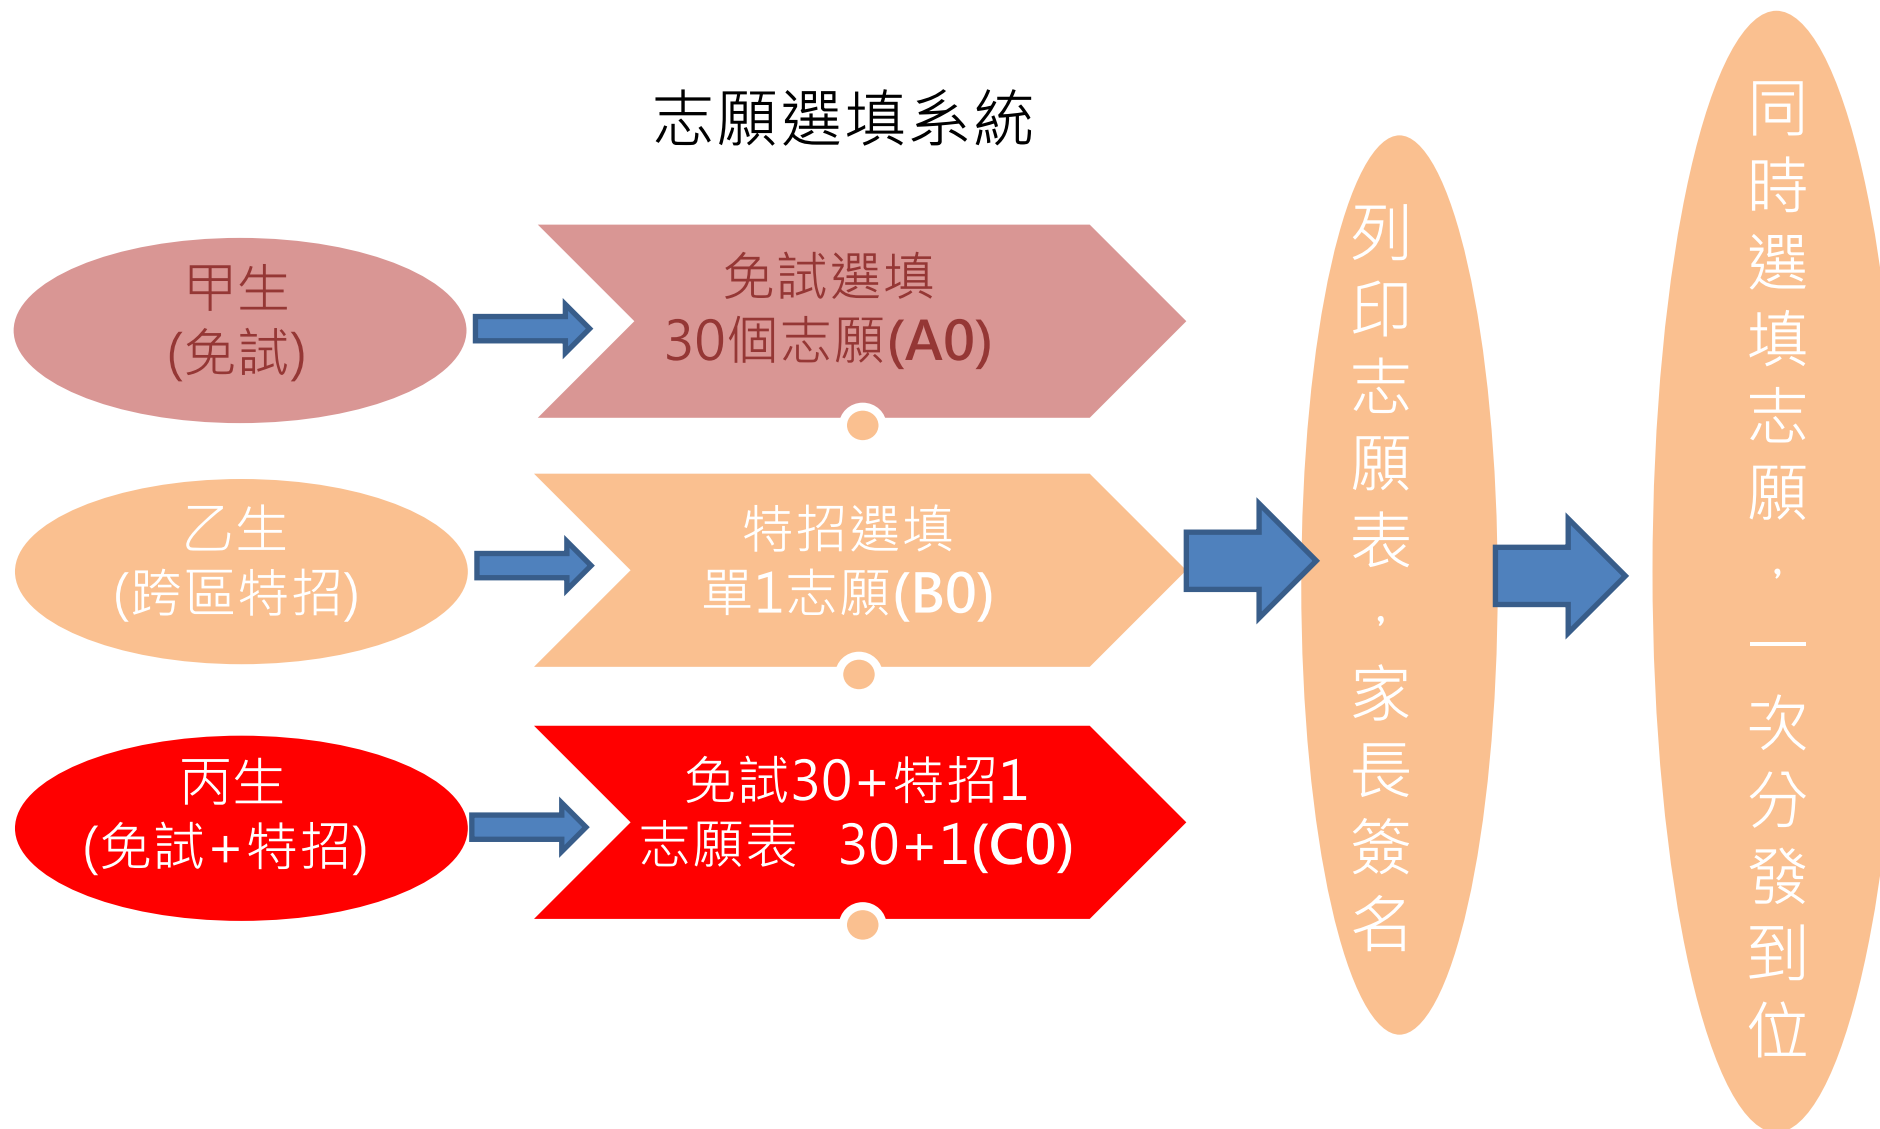 志願選填系統
甲生
(免試)
免試選填
30個志願(A0)
乙生
(跨區特招)
特招選填
單1志願(B0)
丙生
(免試+特招)
免試30+特招1
志願表 30+1(C0)
列印志願表，家長簽名
同時選填志願，一次分發到位